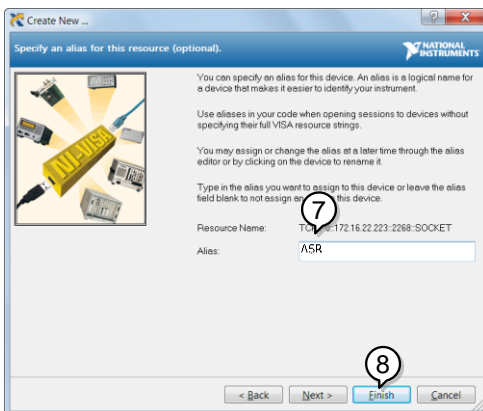 Create New ...
Specify an alias for this resource (optional).
NATIONAL
INSTRUMENTS
You can specify an alias for this device. An alias is a logical name for
a device that makes it easier to identify your instrument.
Use aliases in your code when opening sessions to devices without
specifying their full VISA resource strings.
You may assign or change the alias at a later time through the alias
editor or by clicking on the device to rename it.
Type in the alias you want to assign to this device or leave the alias
field blank to not assign an this device.
NI-VISA
7
Resource Name: ::172.16.22.223::2268::SOCKET
Alias: ASR
8
< Back Next > Finish Cancel